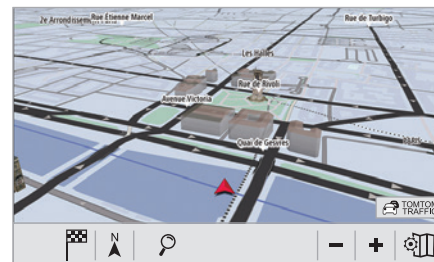 2e Arrondissem
Rue Etienne Marcel
Rue de Turbigo
Les Halles
Rue de Rivoli
Avenue Victoria
Quai de Gesvres
N
TOMTOM
TRAFFIC